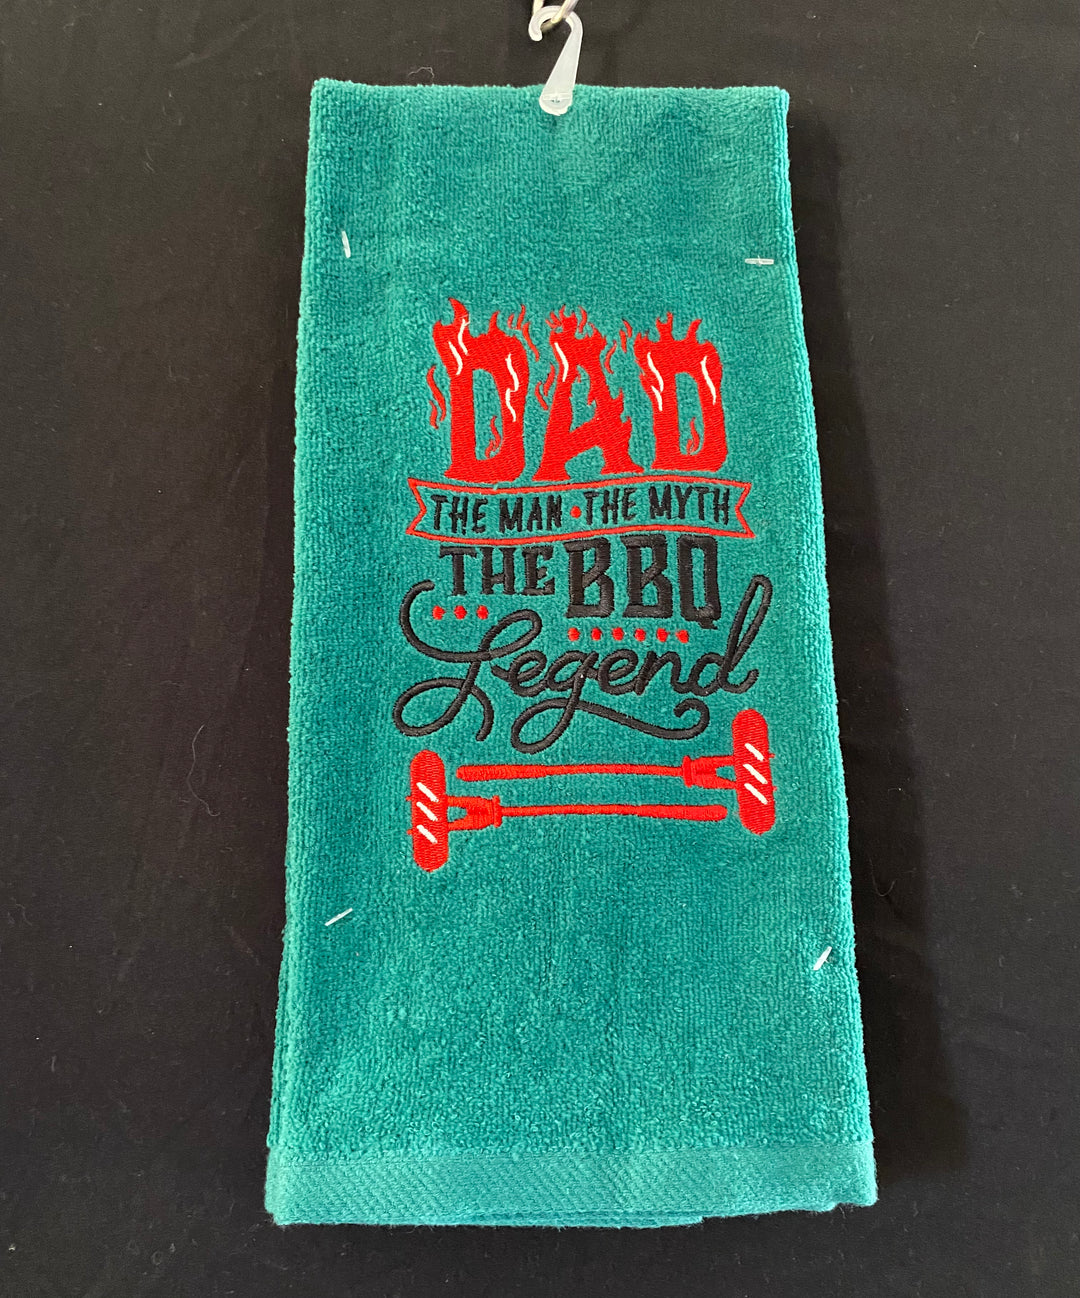 DAD
THE MAN • THE MYTH
THE BBQ
Legend